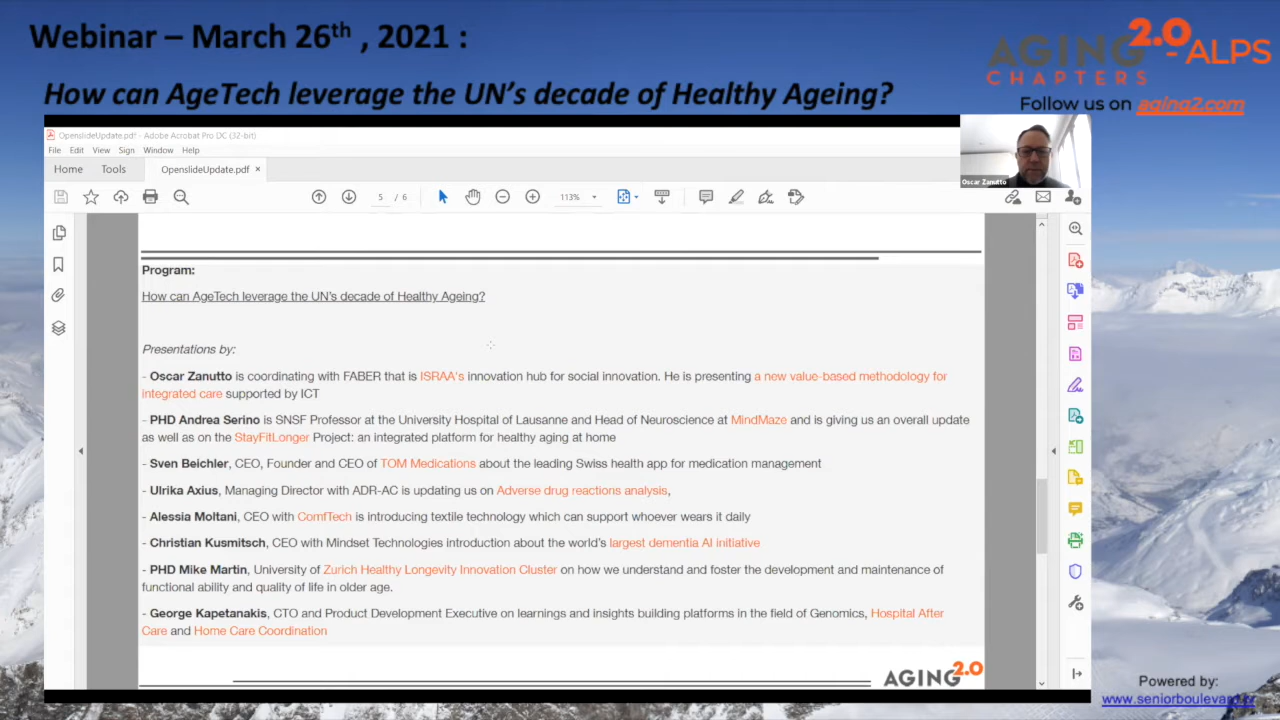 Webinar – March 26th , 2021 :
How can AgeTech leverage the UN's decade of Healthy Ageing?
AGING 2.0 - ALPS
CHAPTERS
Follow us on aging2.com
OpenslideUpdate.pdf - Adobe Acrobat Pro DC (32-bit)
File Edit View Sign Window Help
Home Tools OpenslideUpdate.pdf ×
5 / 6 113%
Oscar Zanutto
Program:
How can AgeTech leverage the UN's decade of Healthy Ageing?
Presentations by:
- Oscar Zanutto is coordinating with FABER that is ISRAA's innovation hub for social innovation. He is presenting a new value-based methodology for
integrated care supported by ICT
- PHD Andrea Serino is SNSF Professor at the University Hospital of Lausanne and Head of Neuroscience at MindMaze and is giving us an overall update
as well as on the StayFitLonger Project: an integrated platform for healthy aging at home
- Sven Beichler, CEO, Founder and CEO of TOM Medications about the leading Swiss health app for medication management
- Ulrika Axius, Managing Director with ADR-AC is updating us on Adverse drug reactions analysis,
- Alessia Moltani, CEO with ComfTech is introducing textile technology which can support whoever wears it daily
- Christian Kusmitsch, CEO with Mindset Technologies introduction about the world's largest dementia AI initiative
- PHD Mike Martin, University of Zurich Healthy Longevity Innovation Cluster on how we understand and foster the development and maintenance of
functional ability and quality of life in older age.
- George Kapetanakis, CTO and Product Development Executive on learnings and insights building platforms in the field of Genomics, Hospital After
Care and Home Care Coordination
AGING2.0
Powered by: